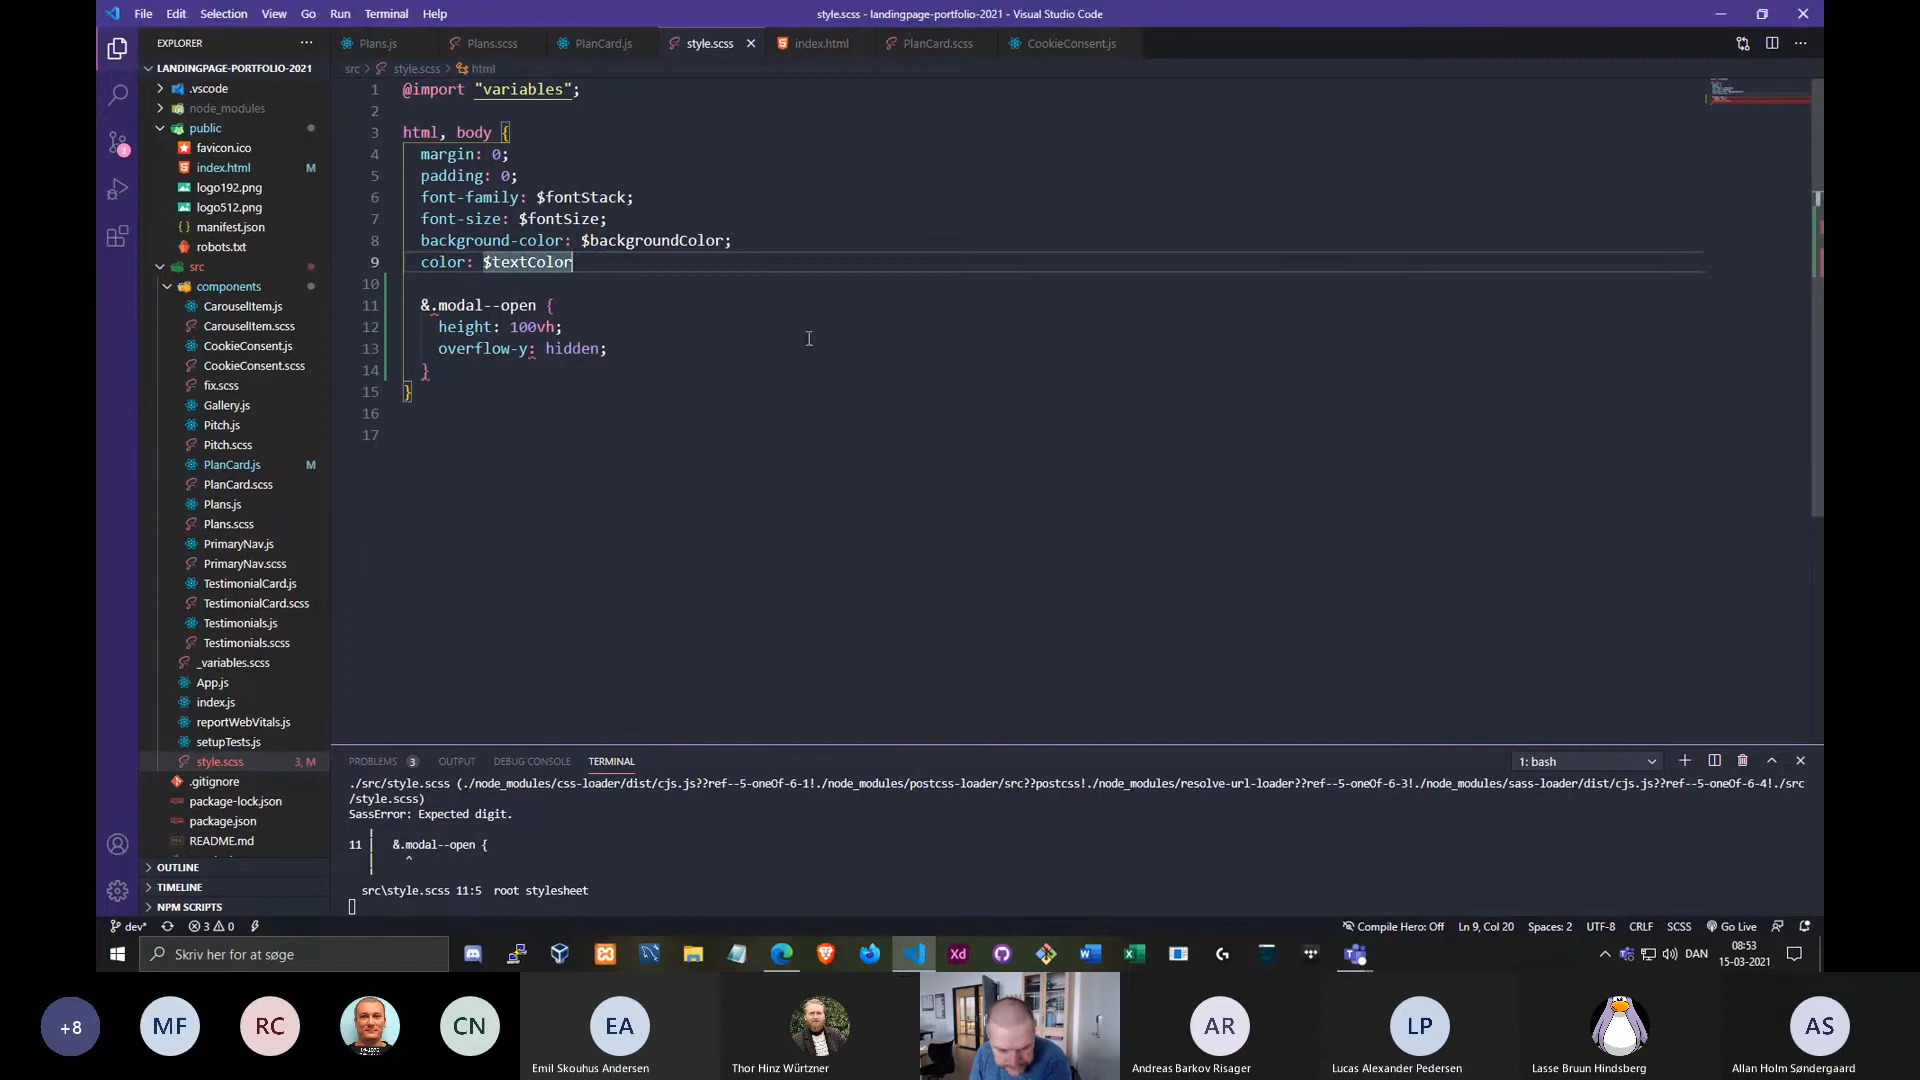 File Edit Selection View Go Run Terminal Help
style.scss - landingpage-portfolio-2021 - Visual Studio Code
EXPLORER
LANDINGPAGE-PORTFOLIO-2021
.vscode
node_modules
public
favicon.ico
index.html M
logo192.png
logo512.png
manifest.json
robots.txt
src
components
CarouselItem.js
CarouselItem.scss
CookieConsent.js
CookieConsent.scss
fix.scss
Gallery.js
Pitch.js
Pitch.scss
PlanCard.js M
PlanCard.scss
Plans.js
Plans.scss
PrimaryNav.js
PrimaryNav.scss
TestimonialCard.js
TestimonialCard.scss
Testimonials.js
Testimonials.scss
_variables.scss
App.js
index.js
reportWebVitals.js
setupTests.js
style.scss 3, M
.gitignore
package-lock.json
package.json
README.md
OUTLINE
TIMELINE
NPM SCRIPTS
Plans.js Plans.scss PlanCard.js style.scss index.html PlanCard.scss CookieConsent.js
src > style.scss > html
1 @import "variables";
2
3 html, body {
4 margin: 0;
5 padding: 0;
6 font-family: $fontStack;
7 font-size: $fontSize;
8 background-color: $backgroundColor;
9 color: $textColor
10
11 &.modal--open {
12 height: 100vh;
13 overflow-y: hidden;
14 }
15 }
16
17
PROBLEMS 3 OUTPUT DEBUG CONSOLE TERMINAL 1: bash
./src/style.scss (./node_modules/css-loader/dist/cjs.js??ref--5-oneOf-6-1!./node_modules/postcss-loader/src??postcss!./node_modules/resolve-url-loader??ref--5-oneOf-6-3!./node_modules/sass-loader/dist/cjs.js??ref--5-oneOf-6-4!./src
/style.scss)
SassError: Expected digit.
11 │ &.modal--open {
^
src\style.scss 11:5 root stylesheet
dev* 3 0 Compile Hero: Off Ln 9, Col 20 Spaces: 2 UTF-8 CRLF SCSS Go Live
3
Skriv her for at søge
Xd
DAN
08:53
15-03-2021
+8
MF
RC
CN
EA
Emil Skouhus Andersen
Thor Hinz Würtzner
AR
Andreas Barkov Risager
LP
Lucas Alexander Pedersen
Lasse Bruun Hindsberg
AS
Allan Holm Søndergaard